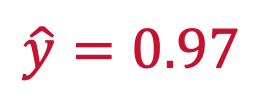 ŷ = 0.97